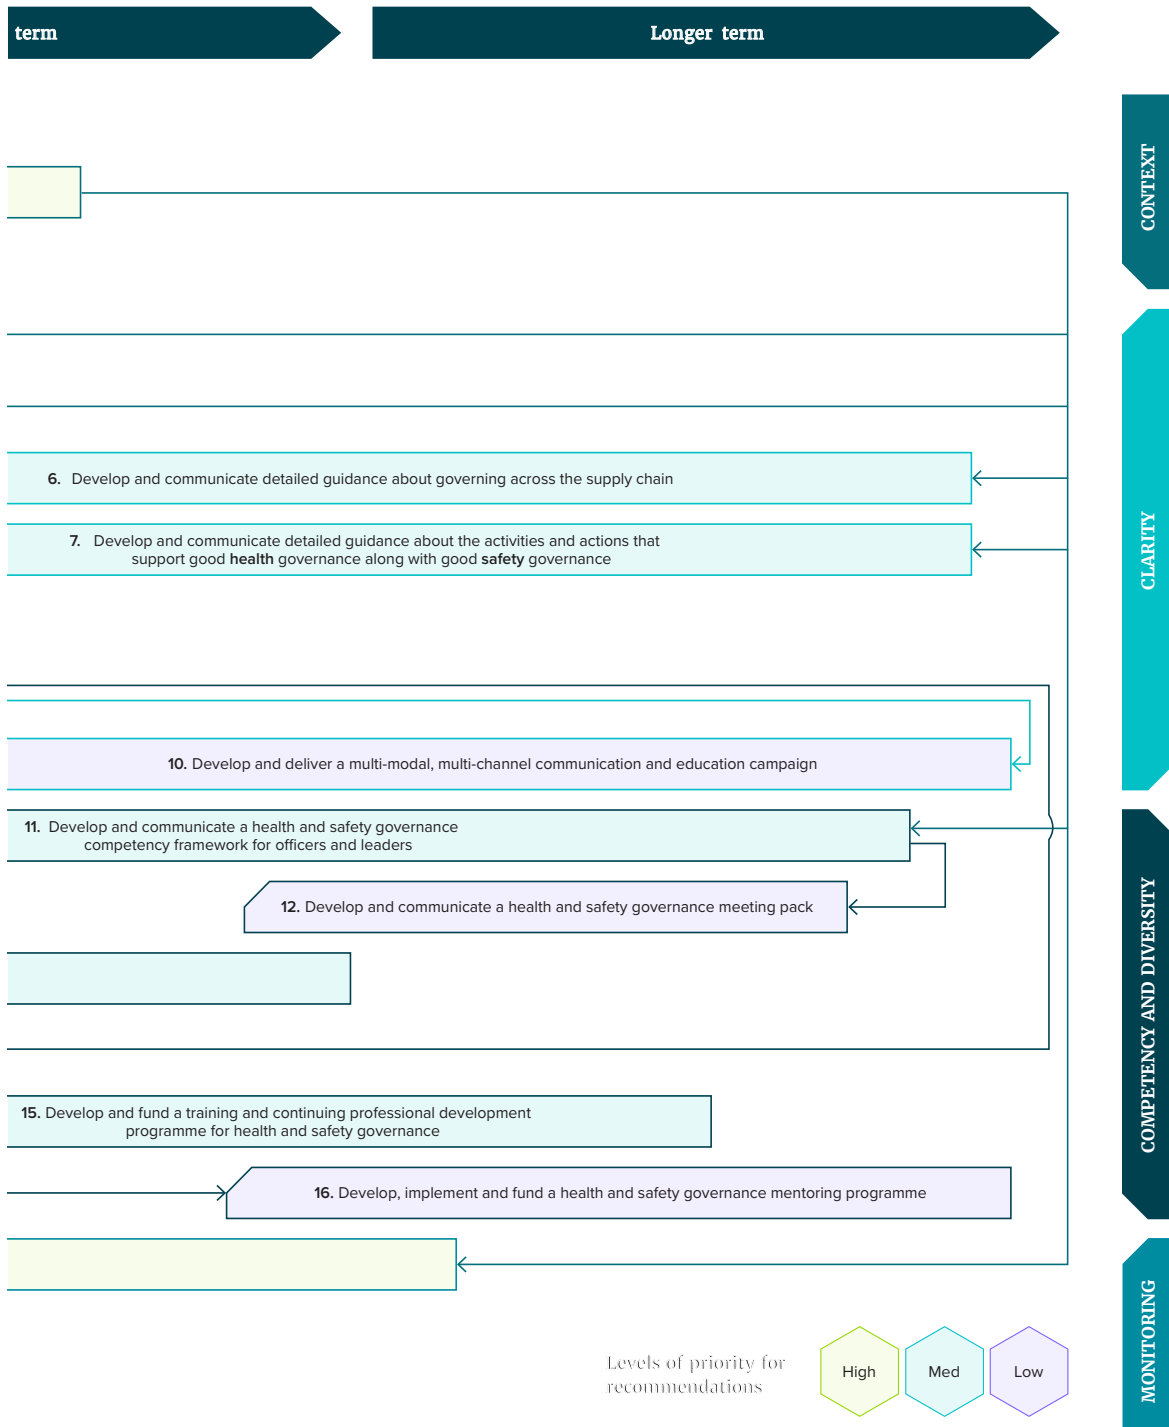 term
Longer term
CONTEXT
CLARITY
6. Develop and communicate detailed guidance about governing across the supply chain
7. Develop and communicate detailed guidance about the activities and actions that
support good health governance along with good safety governance
10. Develop and deliver a multi-modal, multi-channel communication and education campaign
COMPETENCY AND DIVERSITY
11. Develop and communicate a health and safety governance
competency framework for officers and leaders
12. Develop and communicate a health and safety governance meeting pack
15. Develop and fund a training and continuing professional development
programme for health and safety governance
16. Develop, implement and fund a health and safety governance mentoring programme
MONITORING
Levels of priority for
recommendations
High
Med
Low